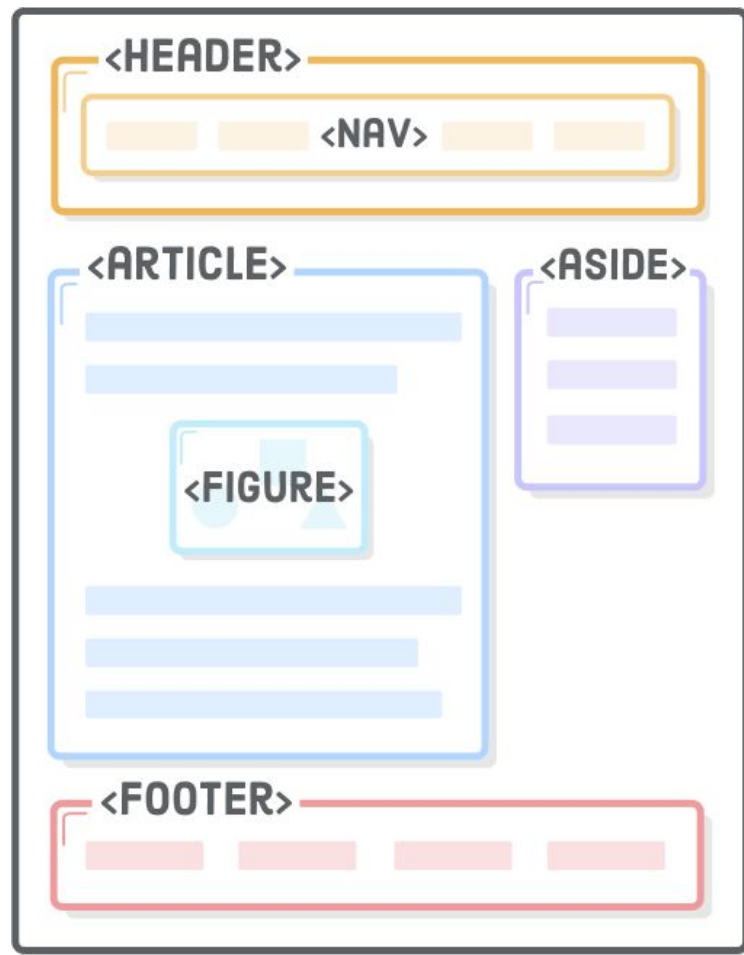 <HEADER>
<NAV>
<ARTICLE>
<ASIDE>
<FIGURE>
<FOOTER>